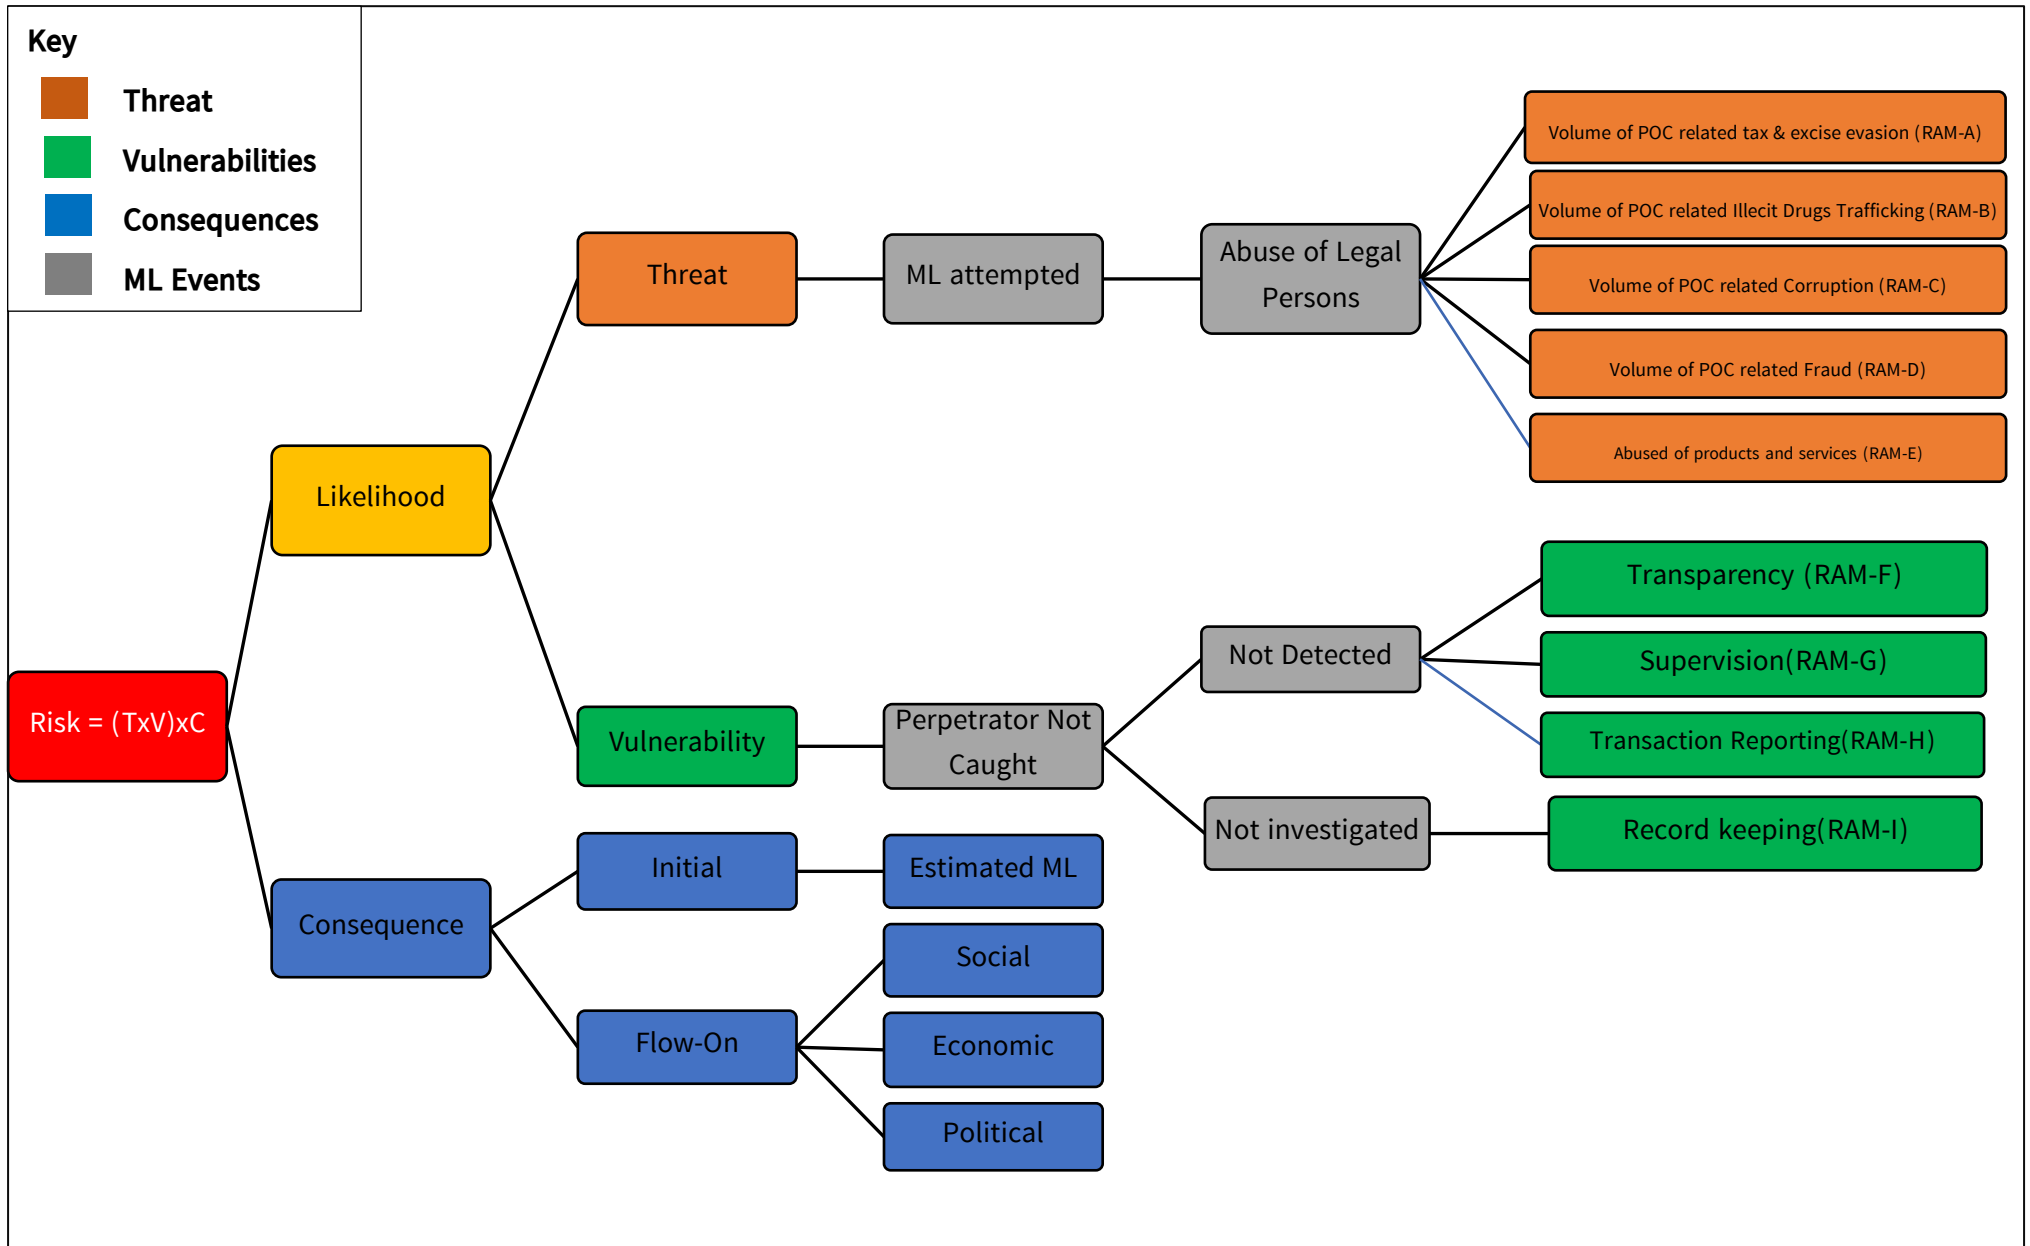 Key
Threat
Vulnerabilities
Consequences
ML Events
Risk = (TxV)xC
Likelihood
Consequence
Threat
Vulnerability
Initial
Flow-On
ML attempted
Perpetrator Not
Caught
Estimated ML
Social
Economic
Political
Abuse of Legal
Persons
Not Detected
Not investigated
Volume of POC related tax & excise evasion (RAM-A)
Volume of POC related Illecit Drugs Trafficking (RAM-B)
Volume of POC related Corruption (RAM-C)
Volume of POC related Fraud (RAM-D)
Abused of products and services (RAM-E)
Transparency (RAM-F)
Supervision(RAM-G)
Transaction Reporting(RAM-H)
Record keeping(RAM-I)